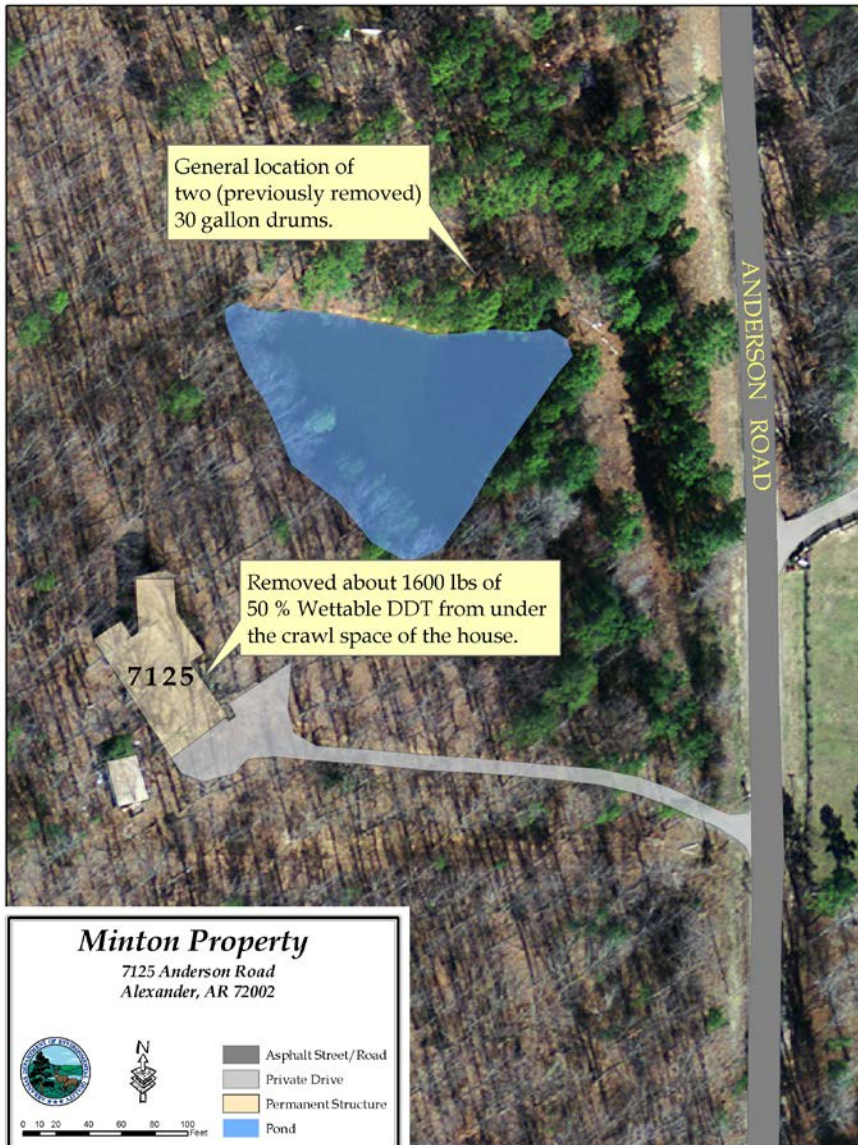 General location of
two (previously removed)
30 gallon drums.
ANDERSON ROAD
Removed about 1600 lbs of
50 % Wettable DDT from under
the crawl space of the house.
7125
Minton Property
7125 Anderson Road
Alexander, AR 72002
N
Asphalt Street/Road
Private Drive
Permanent Structure
Pond
0 20 40 60 80 100
Feet